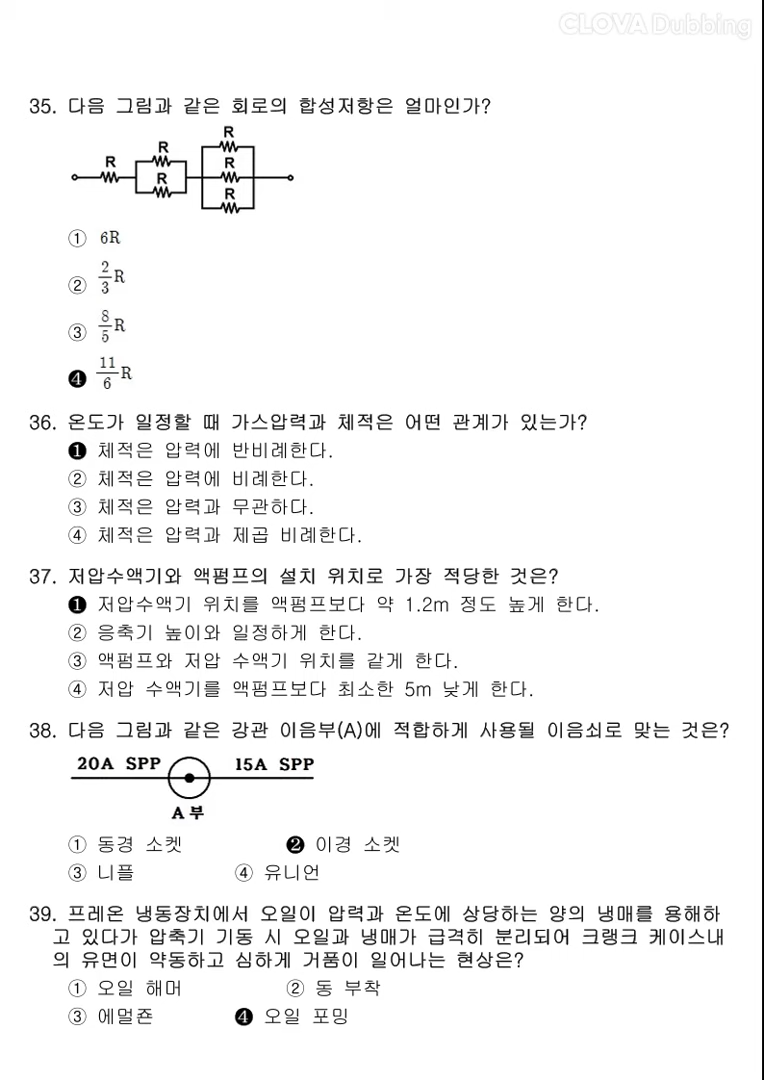 CLOVA Dubbing
35. 다음 그림과 같은 회로의 합성저항은 얼마인가?
R
R
R
R
R
R
① 6R
② 2/3 R
③ 8/5 R
❹ 11/6 R
36. 온도가 일정할 때 가스압력과 체적은 어떤 관계가 있는가?
❶ 체적은 압력에 반비례한다.
② 체적은 압력에 비례한다.
③ 체적은 압력과 무관하다.
④ 체적은 압력과 제곱 비례한다.
37. 저압수액기와 액펌프의 설치 위치로 가장 적당한 것은?
❶ 저압수액기 위치를 액펌프보다 약 1.2m 정도 높게 한다.
② 응축기 높이와 일정하게 한다.
③ 액펌프와 저압 수액기 위치를 같게 한다.
④ 저압 수액기를 액펌프보다 최소한 5m 낮게 한다.
38. 다음 그림과 같은 강관 이음부(A)에 적합하게 사용될 이음쇠로 맞는 것은?
20A SPP 15A SPP
A 부
① 동경 소켓 ❷ 이경 소켓
③ 니플 ④ 유니언
39. 프레온 냉동장치에서 오일이 압력과 온도에 상당하는 양의 냉매를 용해하
고 있다가 압축기 기동 시 오일과 냉매가 급격히 분리되어 크랭크 케이스내
의 유면이 약동하고 심하게 거품이 일어나는 현상은?
① 오일 해머 ② 동 부착
③ 에멀죤 ❹ 오일 포밍